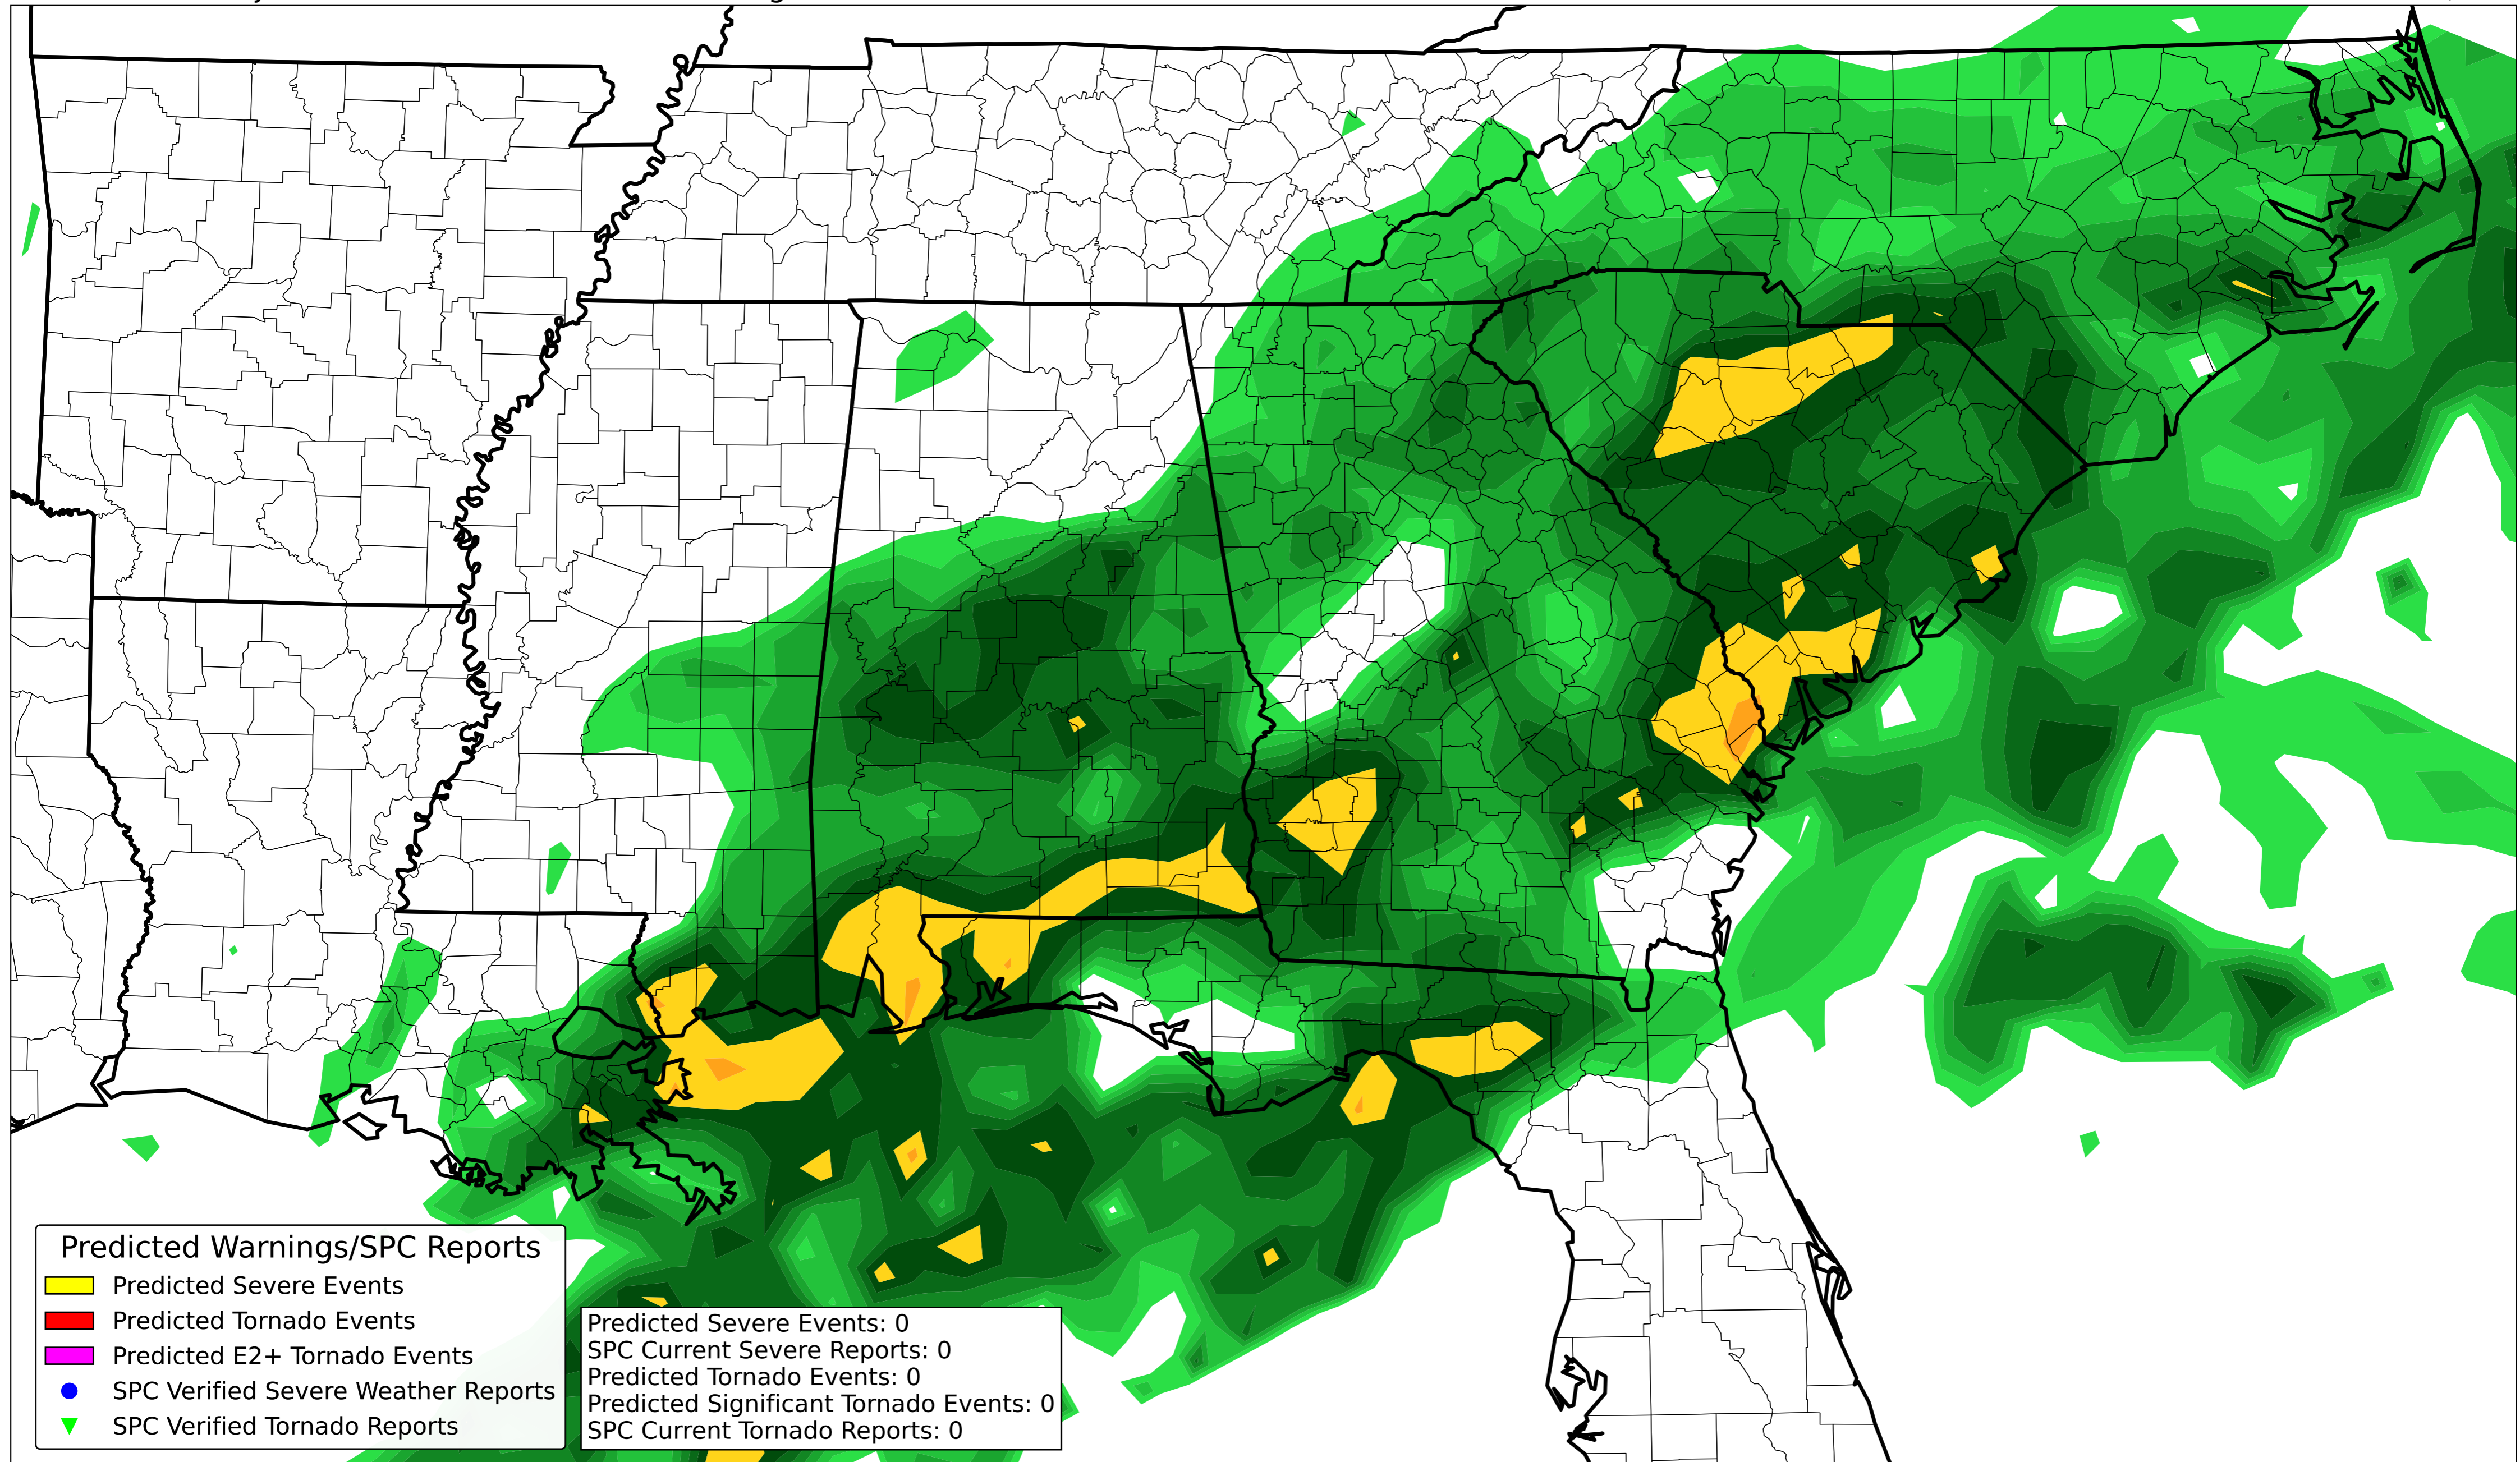 Predicted Warnings/SPC Reports
Predicted Severe Events
Predicted Tornado Events
Predicted E2+ Tornado Events
SPC Verified Severe Weather Reports
SPC Verified Tornado Reports
Predicted Severe Events: 0
SPC Current Severe Reports: 0
Predicted Tornado Events: 0
Predicted Significant Tornado Events: 0
SPC Current Tornado Reports: 0